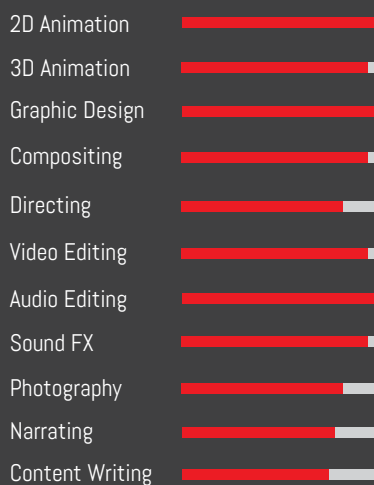 2D Animation
3D Animation
Graphic Design
Compositing
Directing
Video Editing
Audio Editing
Sound FX
Photography
Narrating
Content Writing